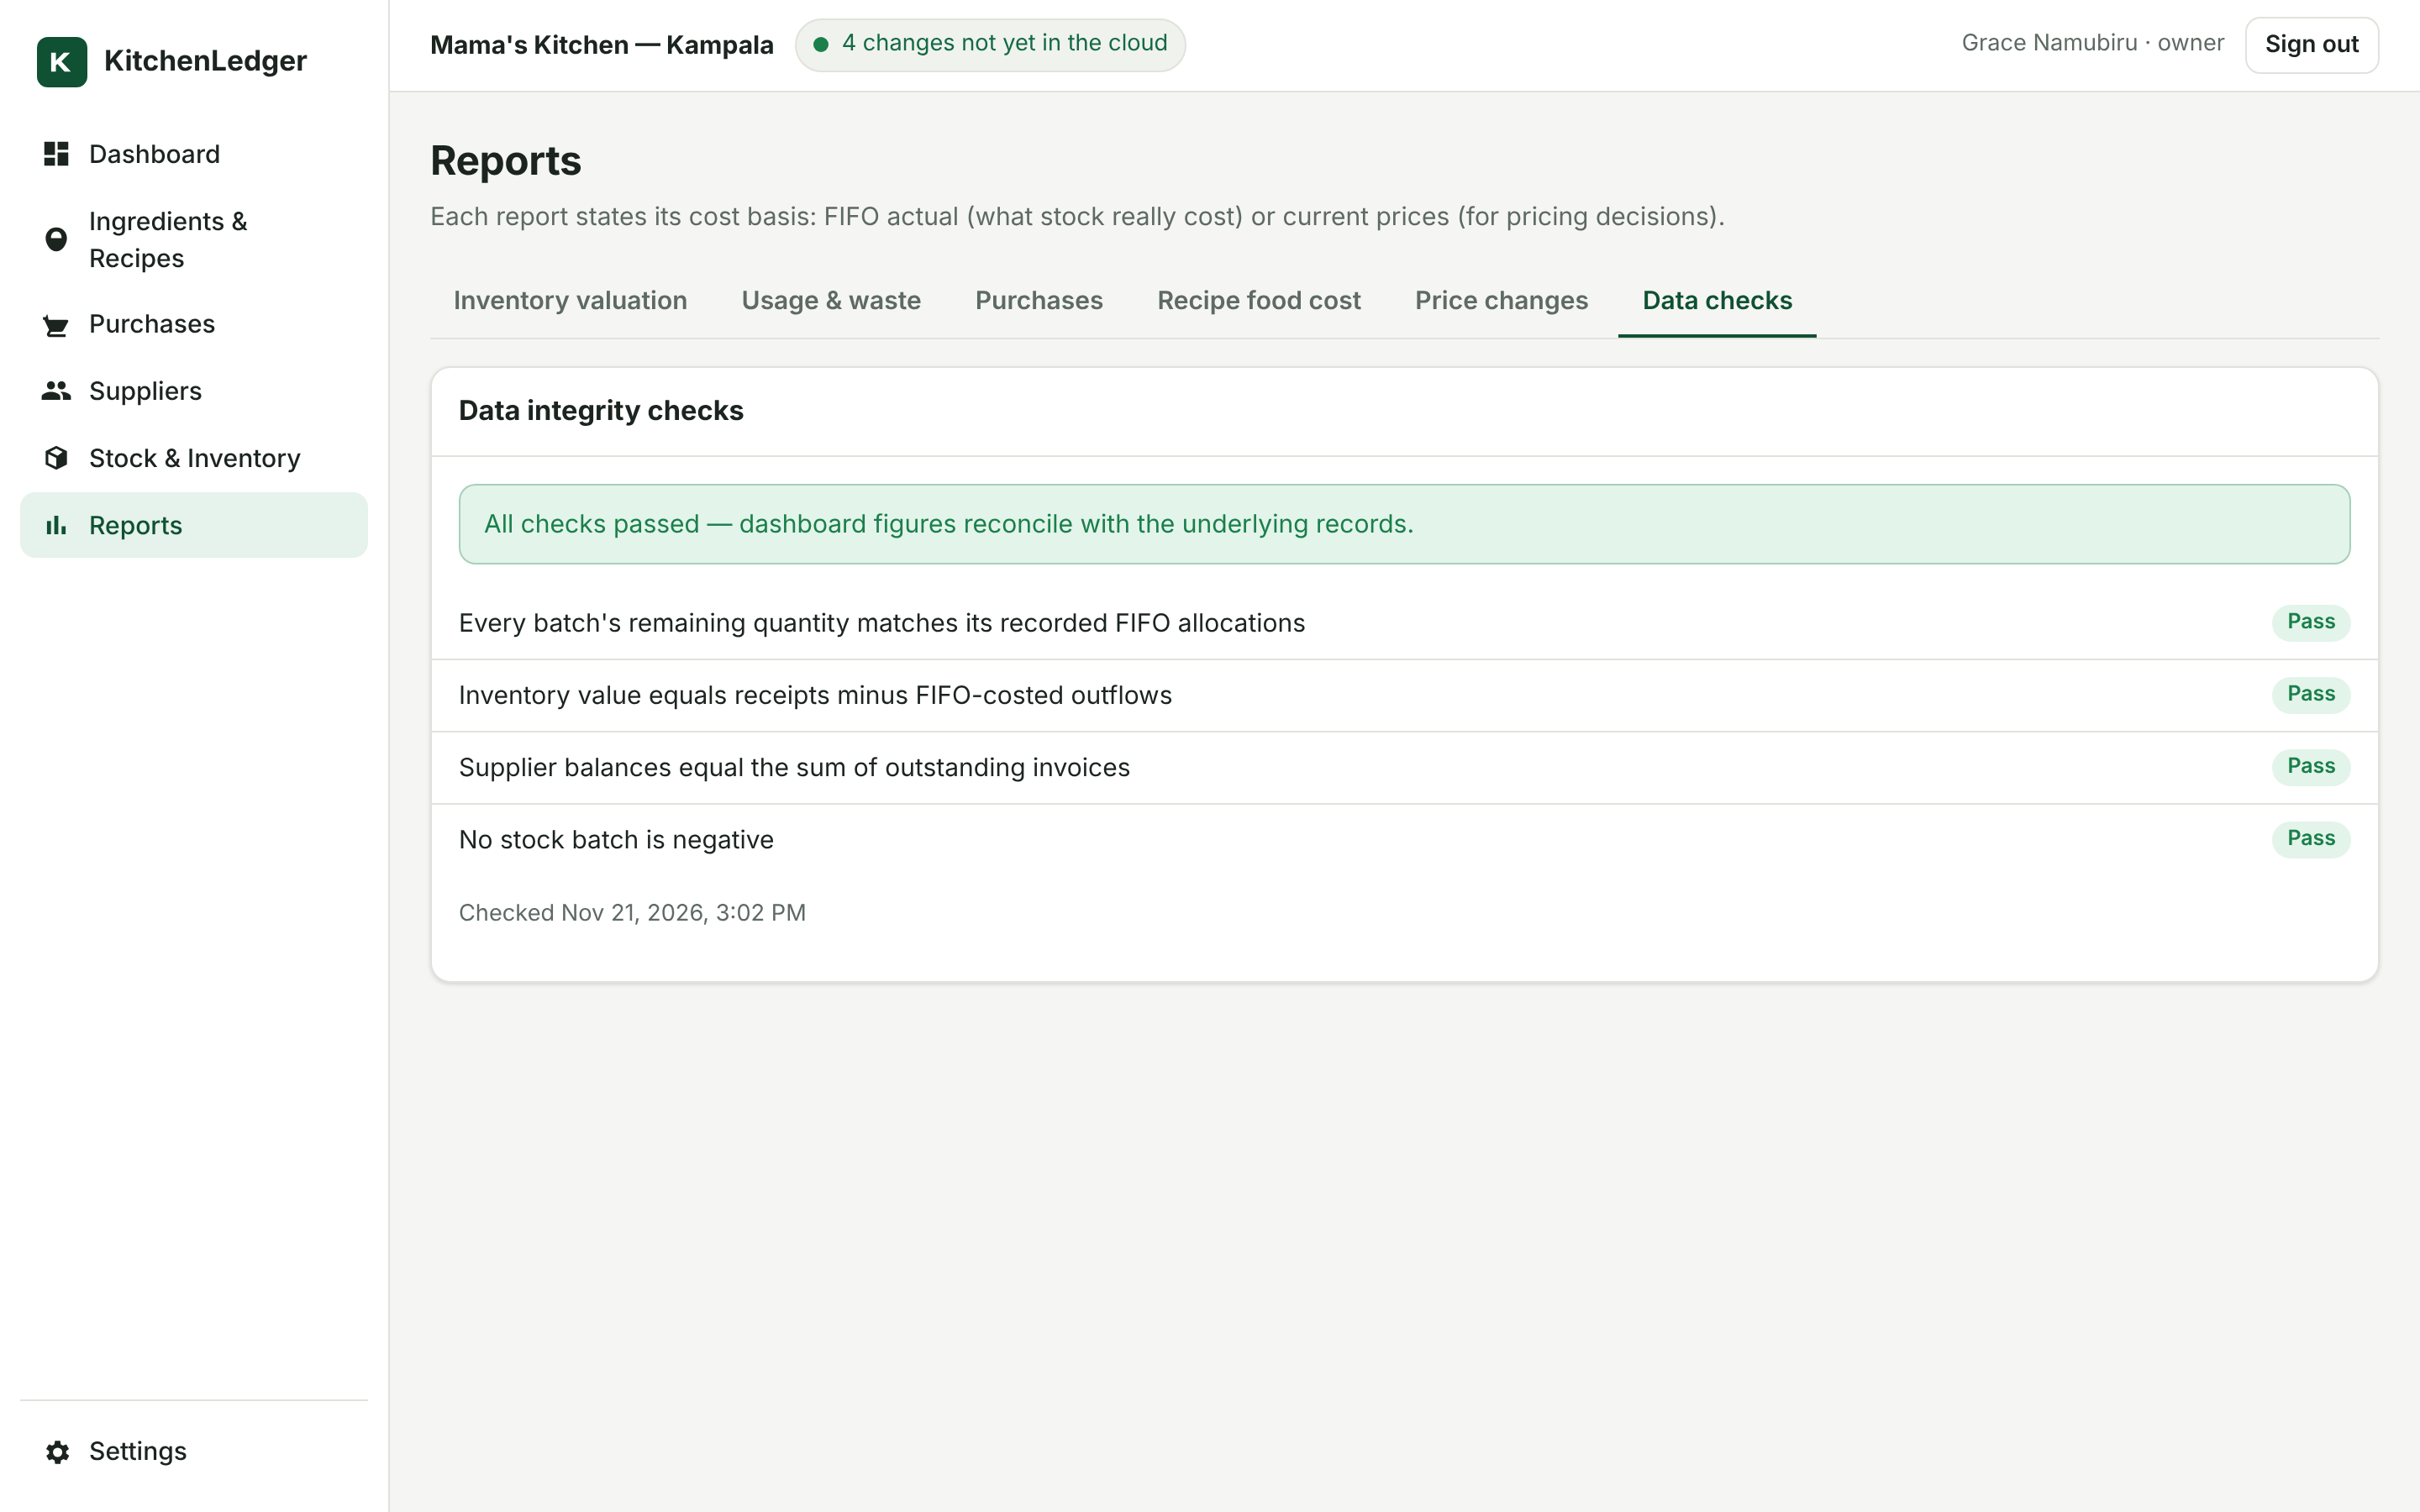 K KitchenLedger
Dashboard
Ingredients &
Recipes
Purchases
Suppliers
Stock & Inventory
Reports
Settings
Mama's Kitchen — Kampala
4 changes not yet in the cloud
Grace Namubiru · owner
Sign out
Reports
Each report states its cost basis: FIFO actual (what stock really cost) or current prices (for pricing decisions).
Inventory valuation
Usage & waste
Purchases
Recipe food cost
Price changes
Data checks
Data integrity checks
All checks passed — dashboard figures reconcile with the underlying records.
Every batch's remaining quantity matches its recorded FIFO allocations
Pass
Inventory value equals receipts minus FIFO-costed outflows
Pass
Supplier balances equal the sum of outstanding invoices
Pass
No stock batch is negative
Pass
Checked Nov 21, 2026, 3:02 PM